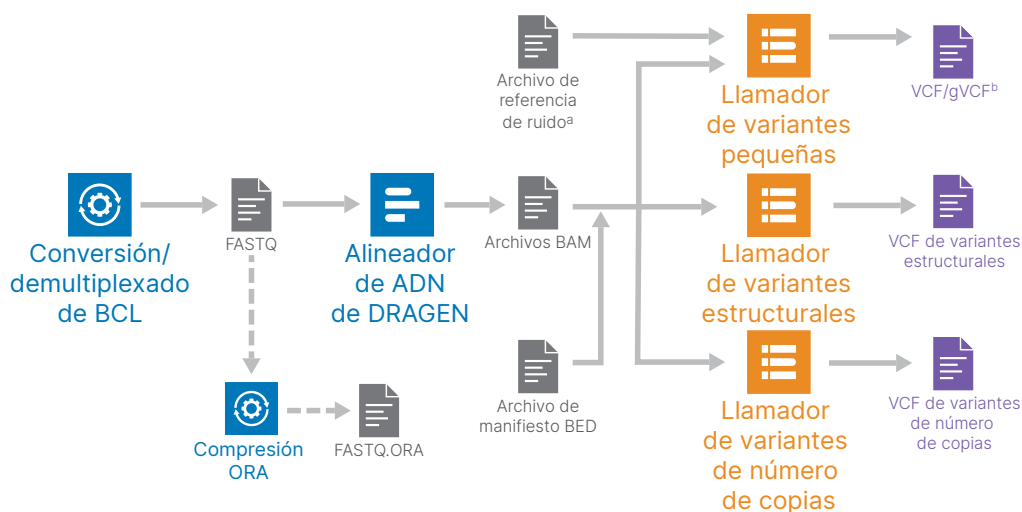 Archivo de
referencia
de ruidoᵃ
Llamador
de variantes
pequeñas
VCF/gVCFᵇ
Conversión/
demultiplexado
de BCL
FASTQ
Alineador
de ADN
de DRAGEN
Archivos BAM
Llamador
de variantes
estructurales
VCF de variantes
estructurales
Compresión
ORA
FASTQ.ORA
Archivo de
manifiesto BED
Llamador
de variantes
de número
de copias
VCF de variantes
de número
de copias